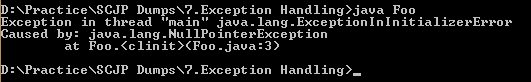 D:\Practice\SCJP Dumps\7.Exception Handling>java Foo
Exception in thread "main" java.lang.ExceptionInInitializerError
Caused by: java.lang.NullPointerException
        at Foo.<clinit>(Foo.java:3)
D:\Practice\SCJP Dumps\7.Exception Handling>_